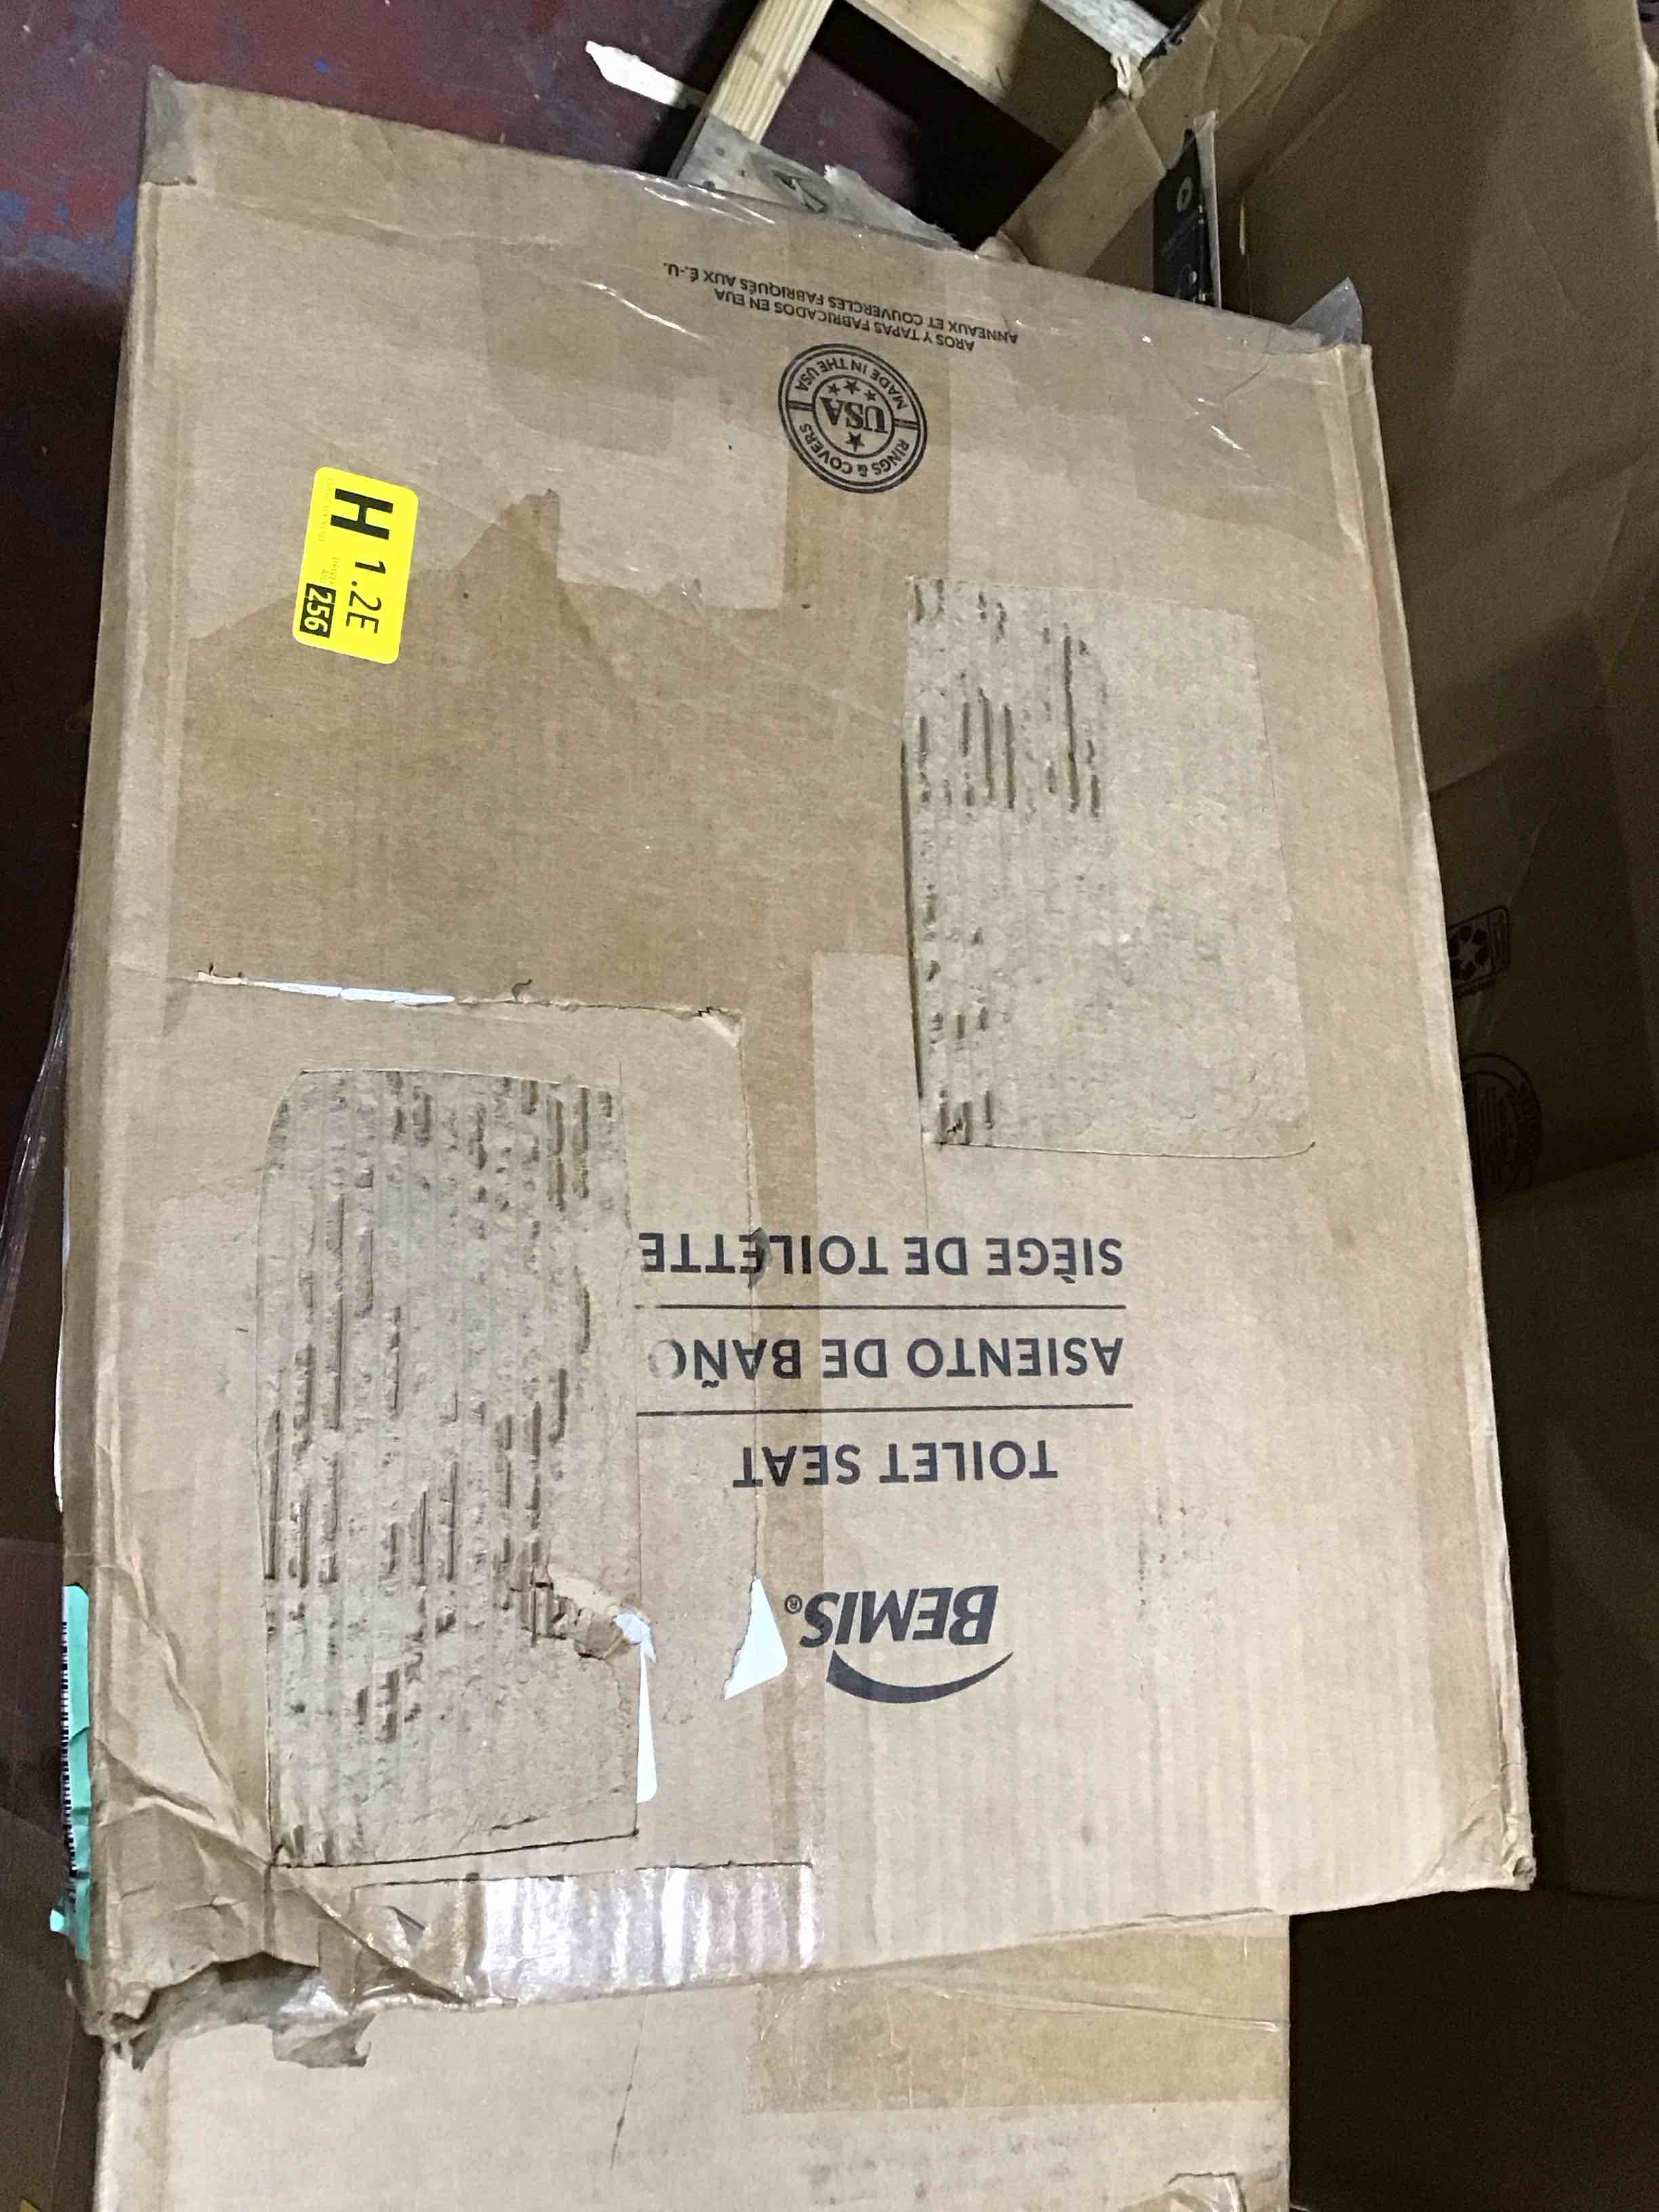 BEMIS®
TOILET SEAT
ASIENTO DE BAÑO
SIÈGE DE TOILETTE
RINGS & COVERS
USA
MADE IN THE USA
AROS Y TAPAS FABRICADOS EN EUA
ANNEAUX ET COUVERCLES FABRIQUÉS AUX É.-U.
H 1.2E
256